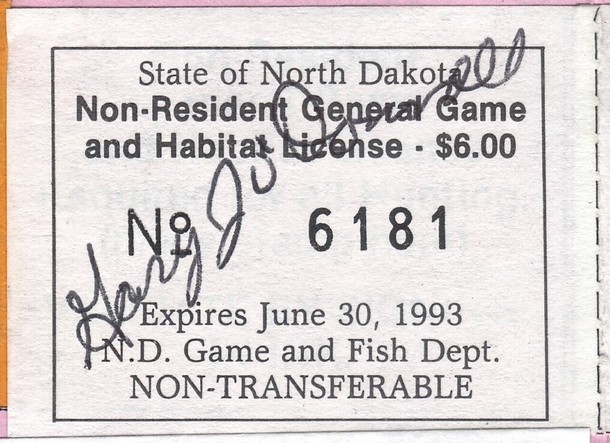 State of North Dakota
Non-Resident General Game
and Habitat License - $6.00
No 6181
Expires June 30, 1993
N.D. Game and Fish Dept.
NON-TRANSFERABLE
Gary